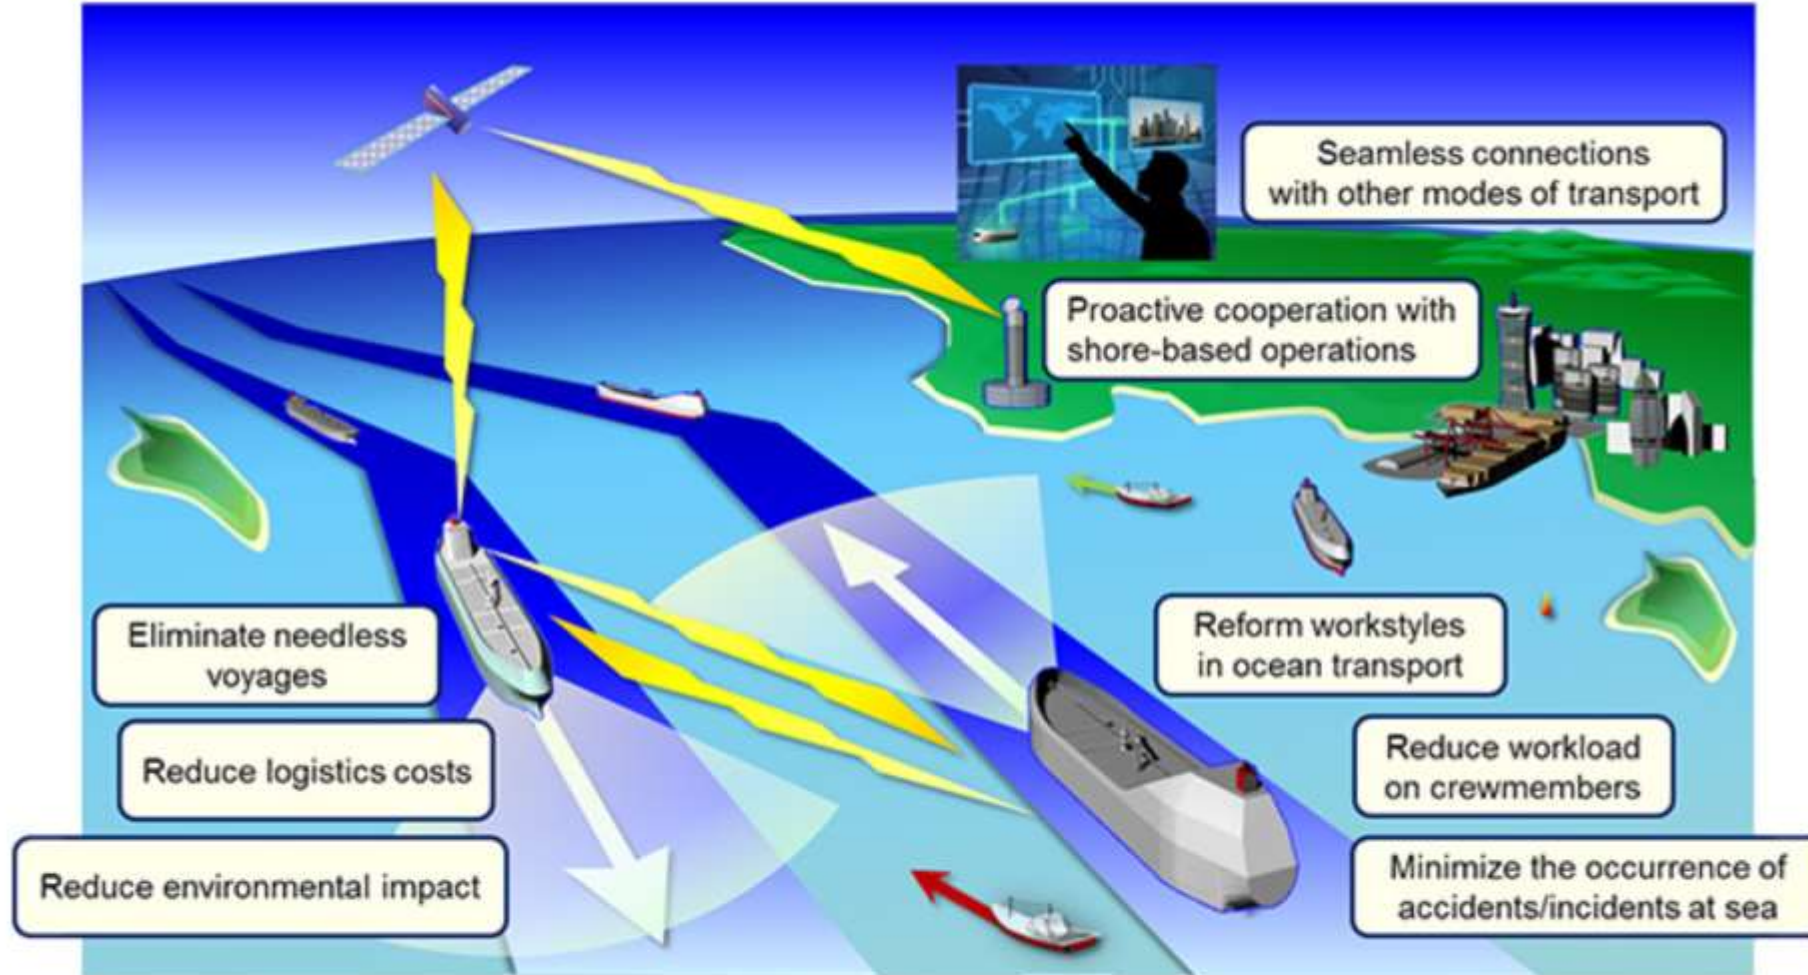 Seamless connections
with other modes of transport
Proactive cooperation with
shore-based operations
Eliminate needless
voyages
Reduce logistics costs
Reduce environmental impact
Reform workstyles
in ocean transport
Reduce workload
on crewmembers
Minimize the occurrence of
accidents/incidents at sea